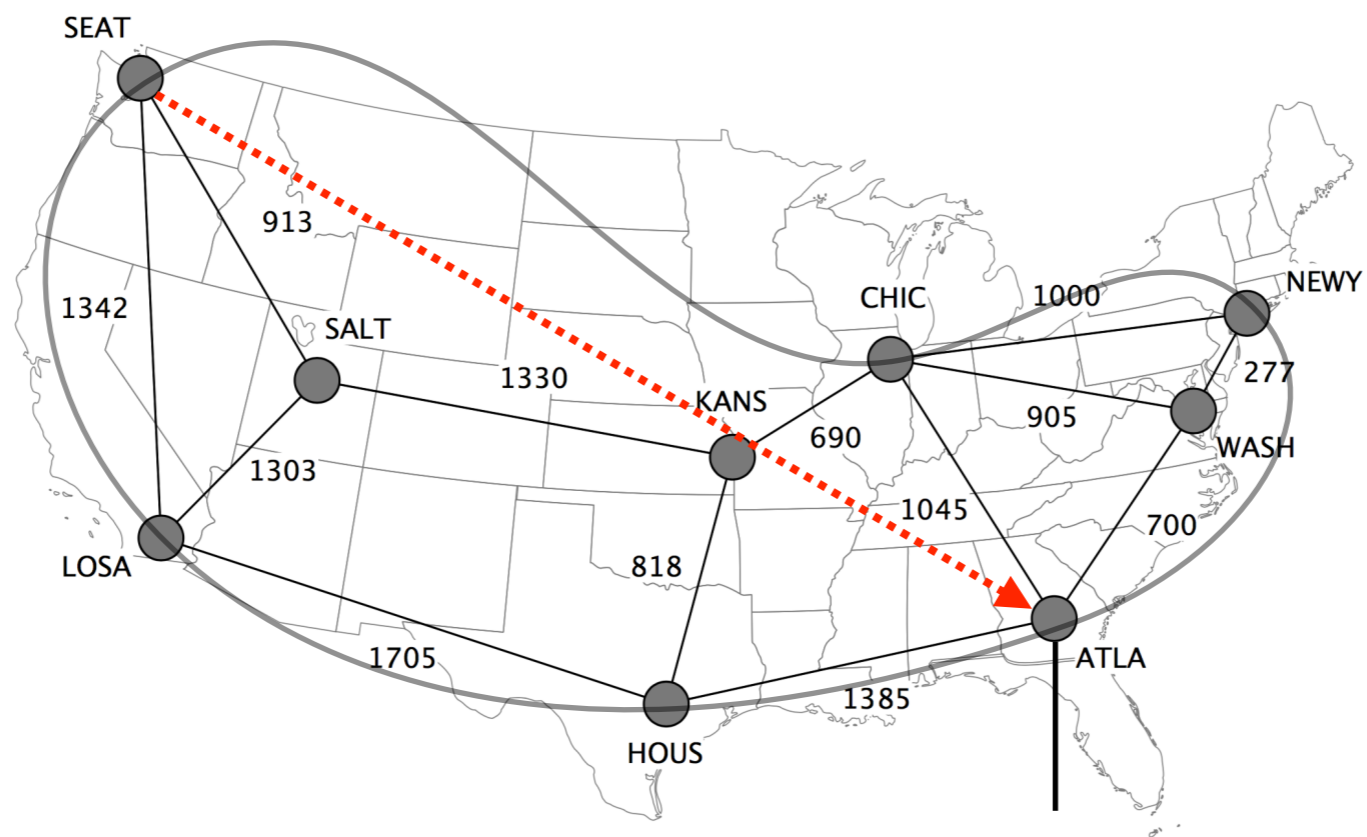 SEAT
913
NEWY
CHIC
1000
1342
SALT
277
1330
KANS
905
690
WASH
1303
1045
700
LOSA
818
1705
ATLA
1385
HOUS